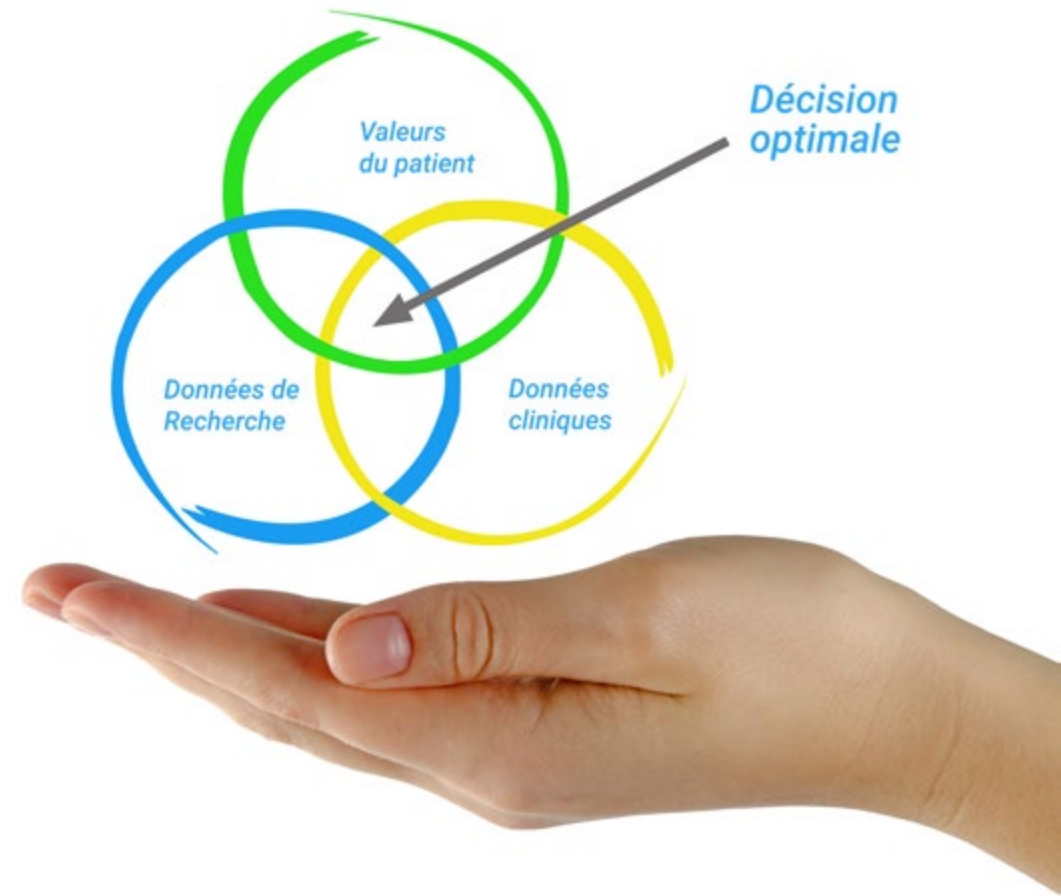 Valeurs
du patient
Décision
optimale
Données de
Recherche
Données
cliniques